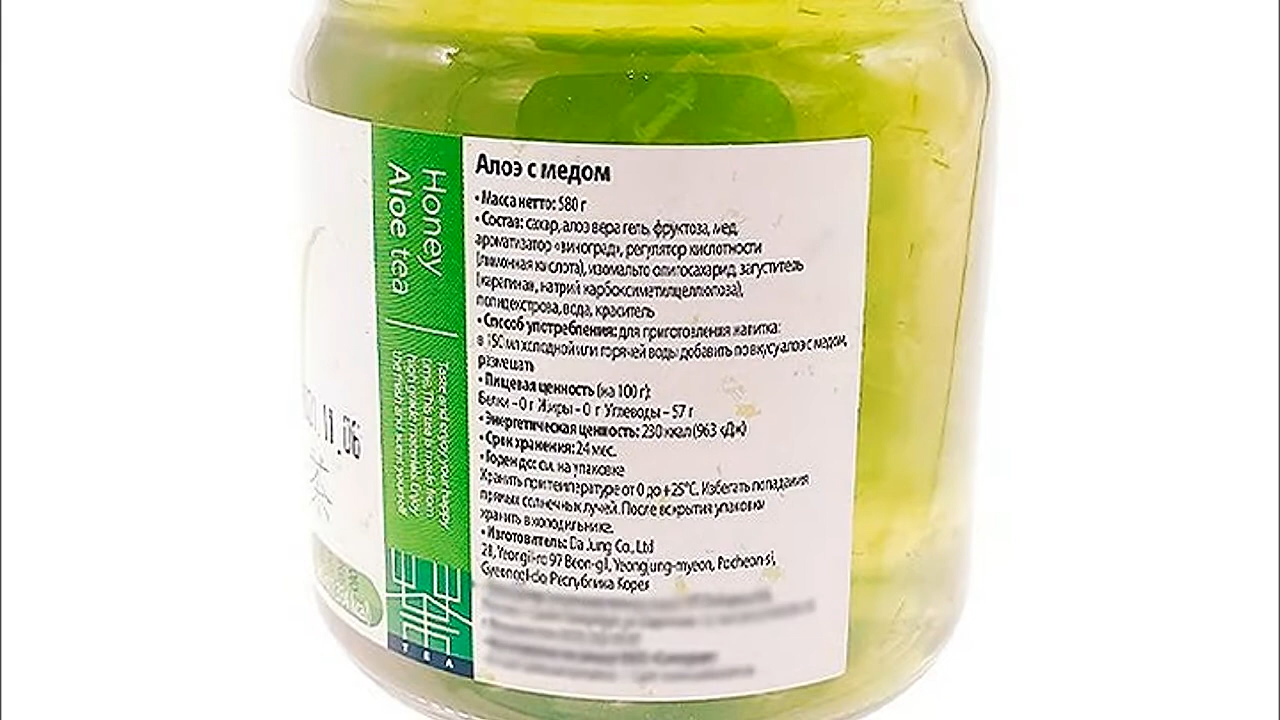 Honey
Aloe tea
11_06
TEA
Алоэ с медом
• Масса нетто: 580 г
• Состав: сахар, алоэ вера гель, фруктоза, мед,
ароматизатор «виноград», регулятор кислотности
(лимонная кислота), изомальто олигосахарид, загуститель
(карагинан, натрий карбоксиметилцеллюлоза),
полидекстроза, вода, краситель
• Способ употребления: для приготовления напитка:
в 150 мл холодной или горячей воды добавить по вкусу алоэ с медом,
размешать
• Пищевая ценность (на 100 г):
Белки – 0 г Жиры – 0 г Углеводы – 57 г
• Энергетическая ценность: 230 ккал (963 кДж)
• Срок хранения: 24 мес.
• Годен до: см. на упаковке
Хранить при температуре от 0 до +25°С. Избегать попадания
прямых солнечных лучей. После вскрытия упаковки
хранить в холодильнике.
• Изготовитель: Da Jung Co., Ltd
28, Yeongil-ro 97 Beon-gil, Yeongjung-myeon, Pocheon-si,
Gyeonggi-do Республика Корея